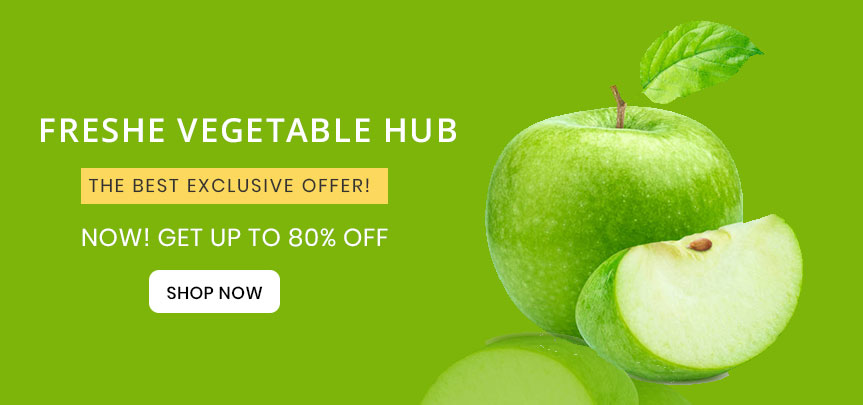 FRESHE VEGETABLE HUB
THE BEST EXCLUSIVE OFFER!
NOW! GET UP TO 80% OFF
SHOP NOW